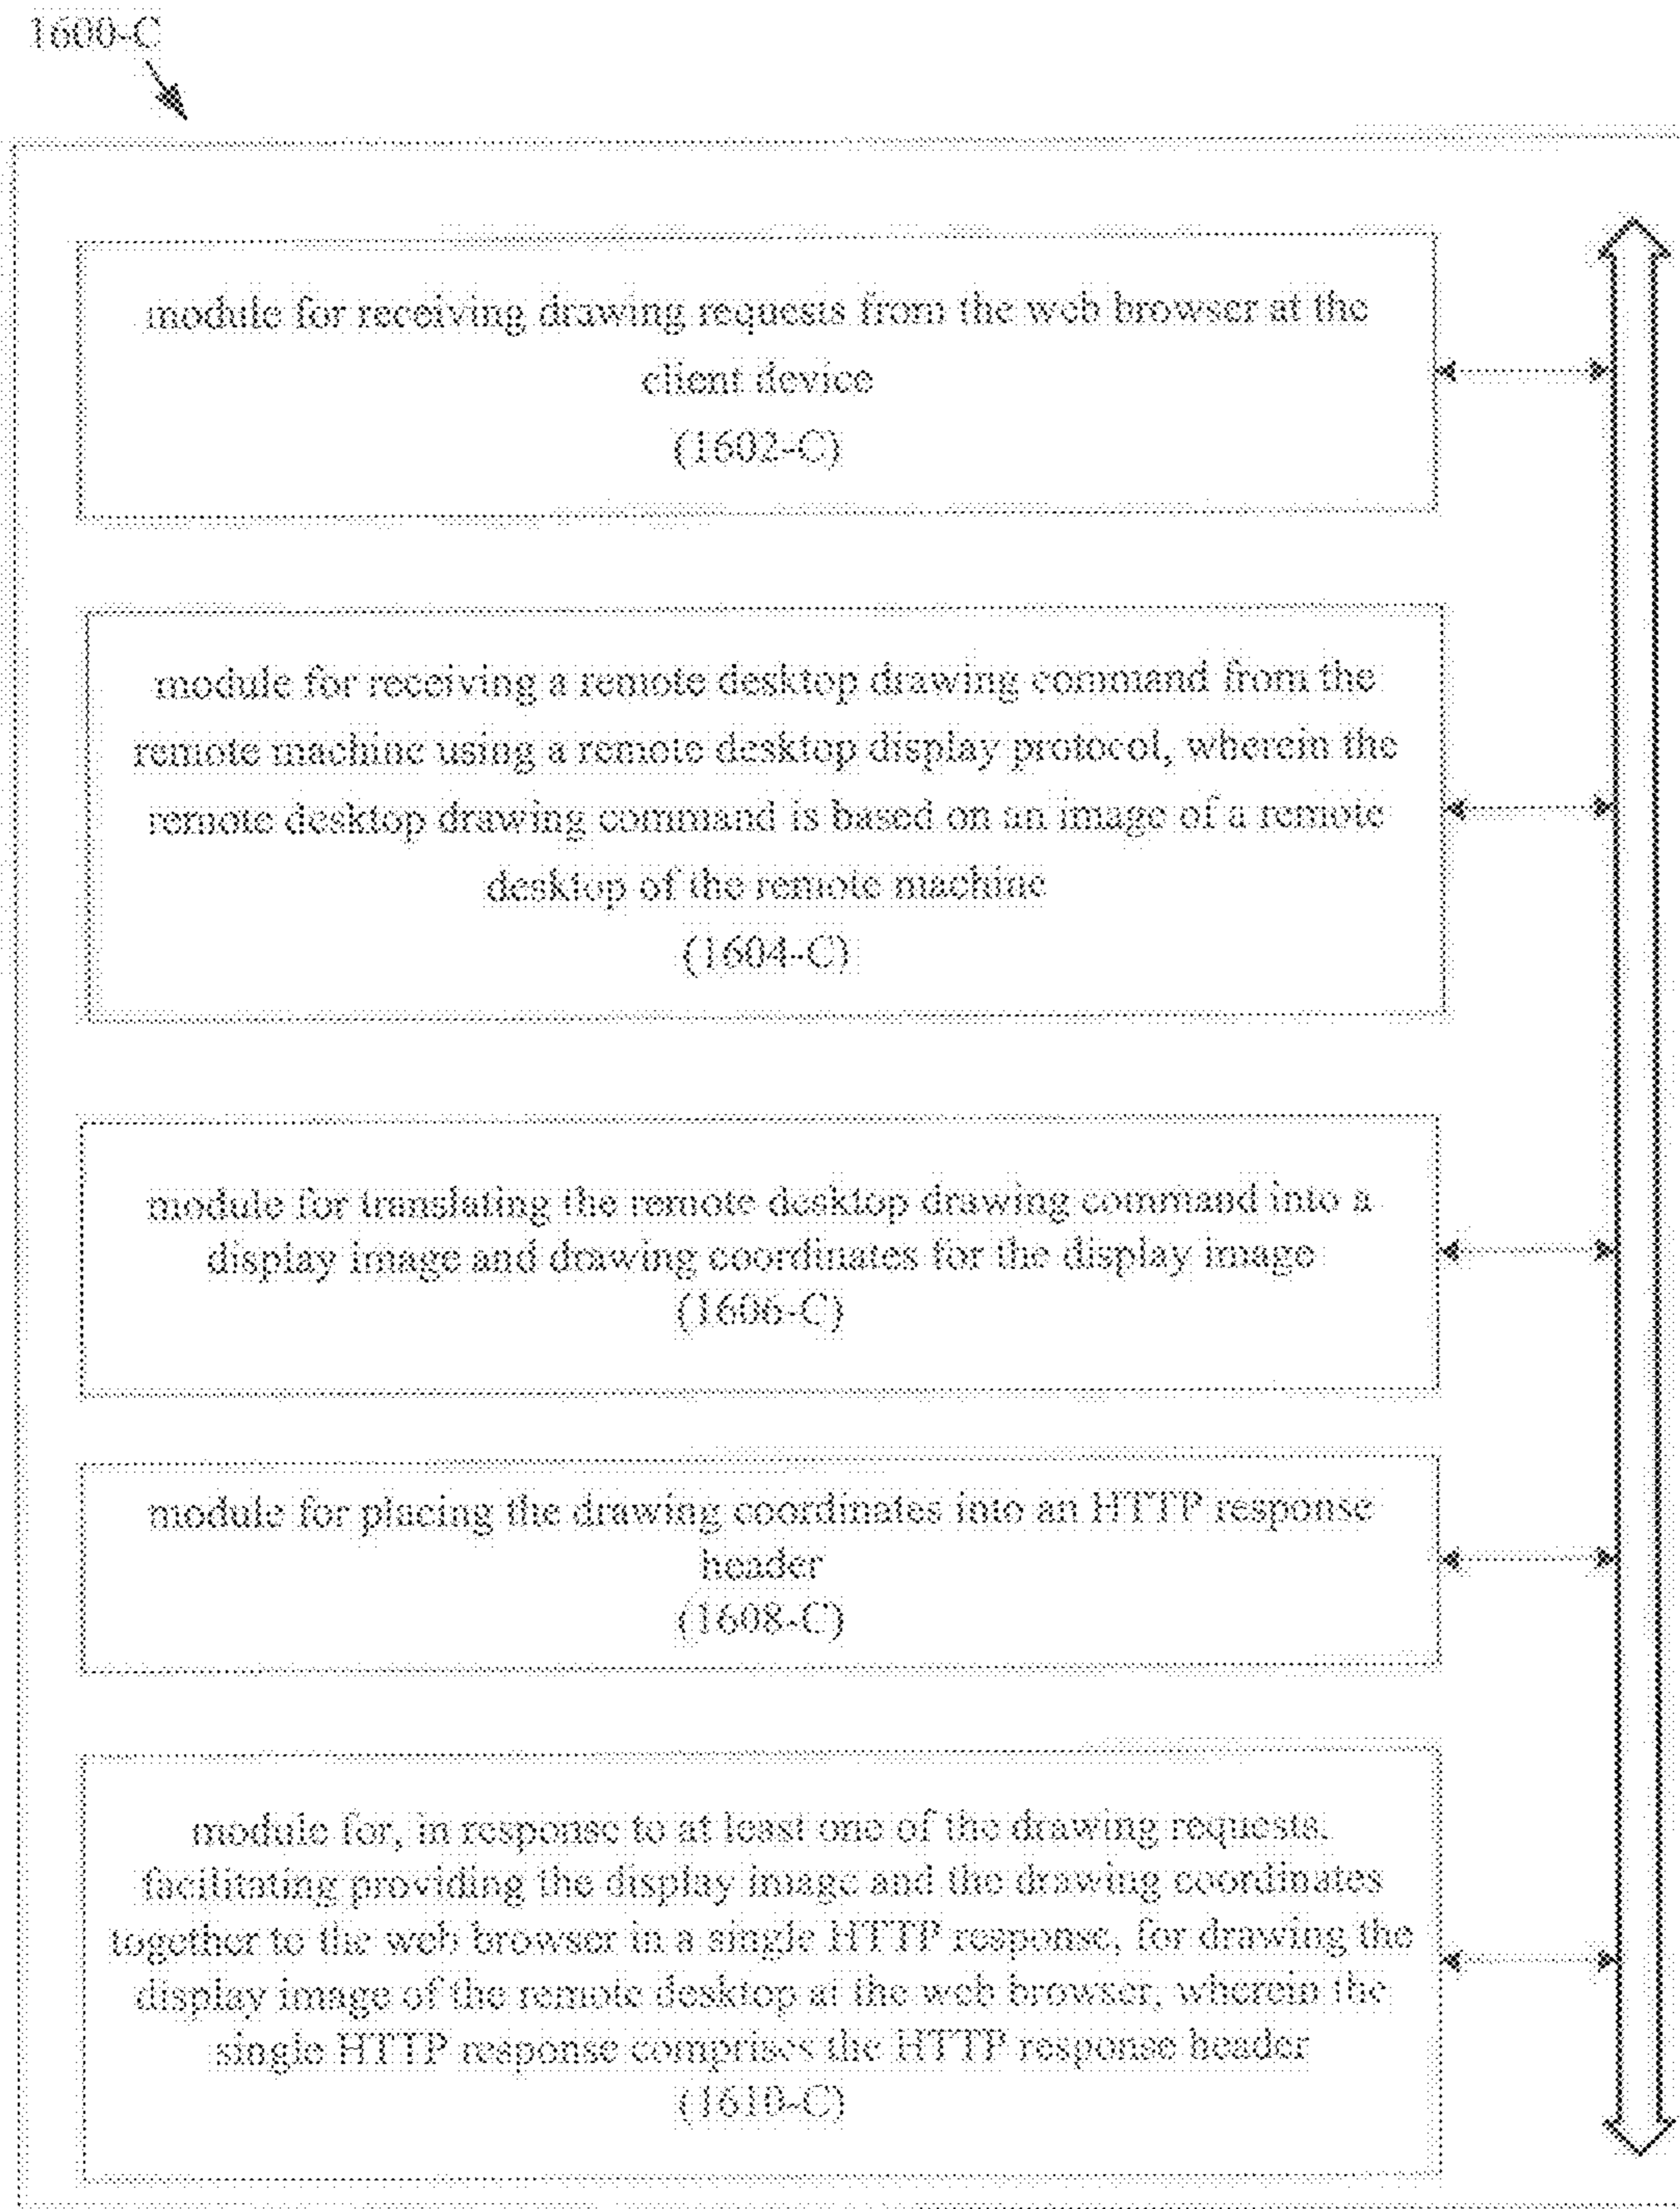 1600-C
module for receiving drawing requests from the web browser at the
client device
(1602-C)
module for receiving a remote desktop drawing command from the
remote machine using a remote desktop display protocol, wherein the
remote desktop drawing command is based on an image of a remote
desktop of the remote machine
(1604-C)
module for translating the remote desktop drawing command into a
display image and drawing coordinates for the display image
(1606-C)
module for placing the drawing coordinates into an HTTP response
header
(1608-C)
module for, in response to at least one of the drawing requests,
facilitating providing the display image and the drawing coordinates
together to the web browser in a single HTTP response, for drawing the
display image of the remote desktop at the web browser, wherein the
single HTTP response comprises the HTTP response header
(1610-C)